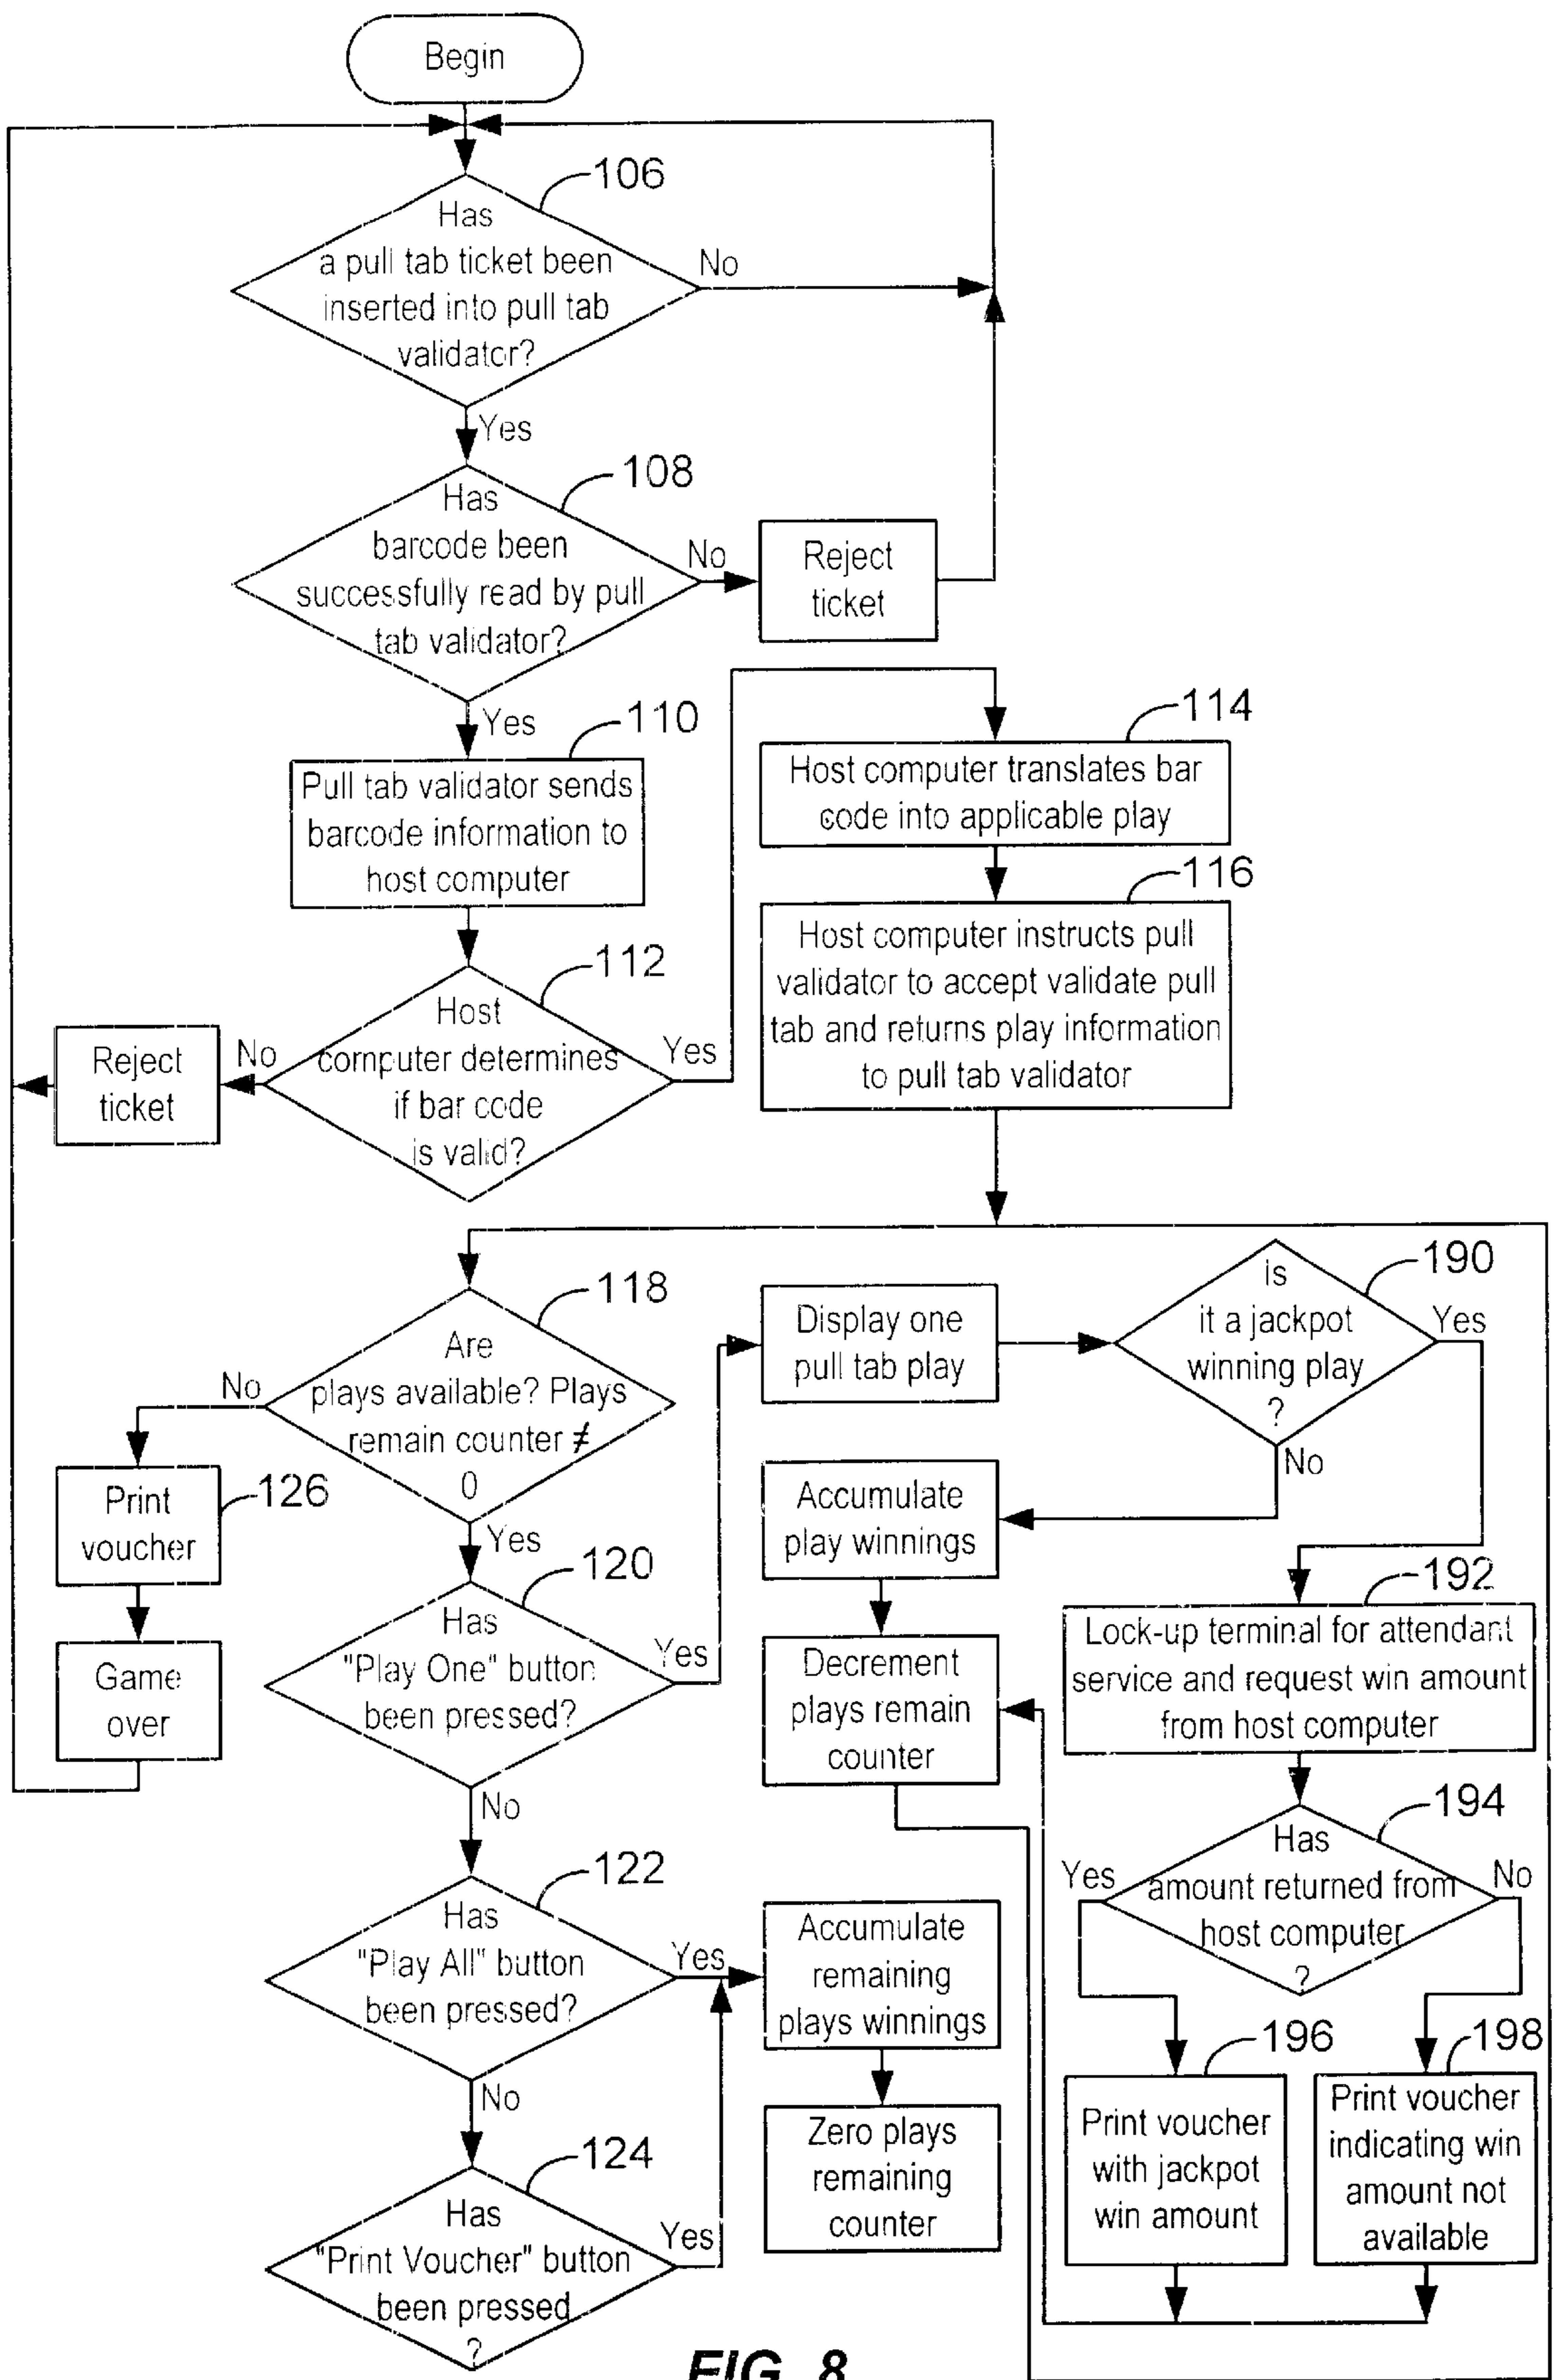 Begin
106
Has
a pull tab ticket been
inserted into pull tab
validator?
No
Yes
108
Has
barcode been
successfully read by pull
tab validator?
No
Reject
ticket
Yes
110
Pull tab validator sends
barcode information to
host computer
112
Host
computer determines
if bar code
is valid?
No
Reject
ticket
Yes
114
Host computer translates bar
code into applicable play
116
Host computer instructs pull
validator to accept validate pull
tab and returns play information
to pull tab validator
118
Are
plays available? Plays
remain counter ≠
0
No
Print
voucher
126
Game
over
Yes
120
Has
"Play One" button
been pressed?
Yes
Display one
pull tab play
190
is
it a jackpot
winning play
?
Yes
No
Accumulate
play winnings
Decrement
plays remain
counter
192
Lock-up terminal for attendant
service and request win amount
from host computer
194
Has
amount returned from
host computer
?
Yes
No
196
Print voucher
with jackpot
win amount
198
Print voucher
indicating win
amount not
available
No
122
Has
"Play All" button
been pressed?
Yes
Accumulate
remaining
plays winnings
Zero plays
remaining
counter
No
124
Has
"Print Voucher" button
been pressed
?
Yes
FIG. 8